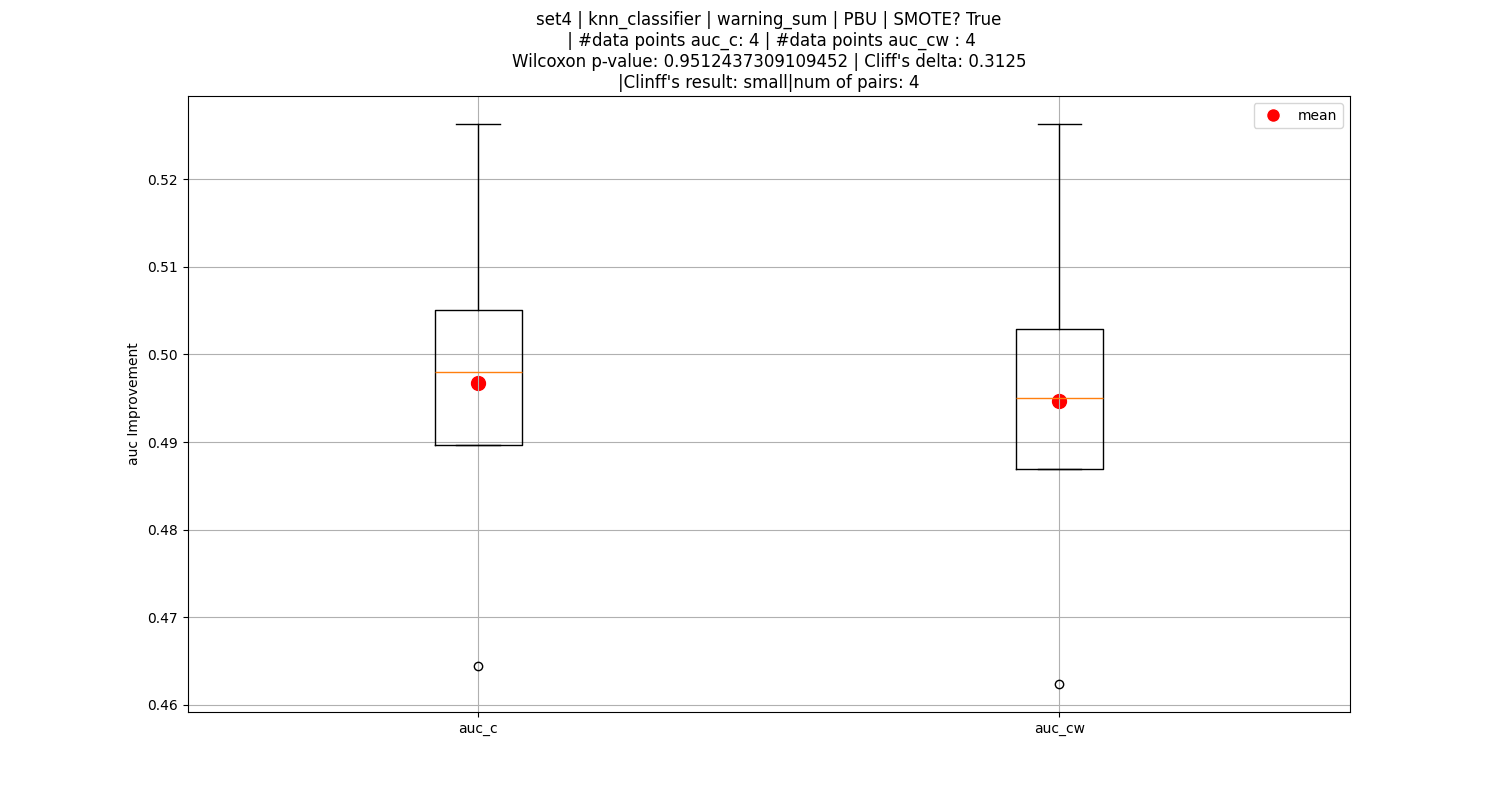 set4 | knn_classifier | warning_sum | PBU | SMOTE? True
| #data points auc_c: 4 | #data points auc_cw : 4
Wilcoxon p-value: 0.9512437309109452 | Cliff's delta: 0.3125
|Clinff's result: small|num of pairs: 4
mean
0.52
0.51
0.50
0.49
0.48
0.47
0.46
auc Improvement
auc_c
auc_cw